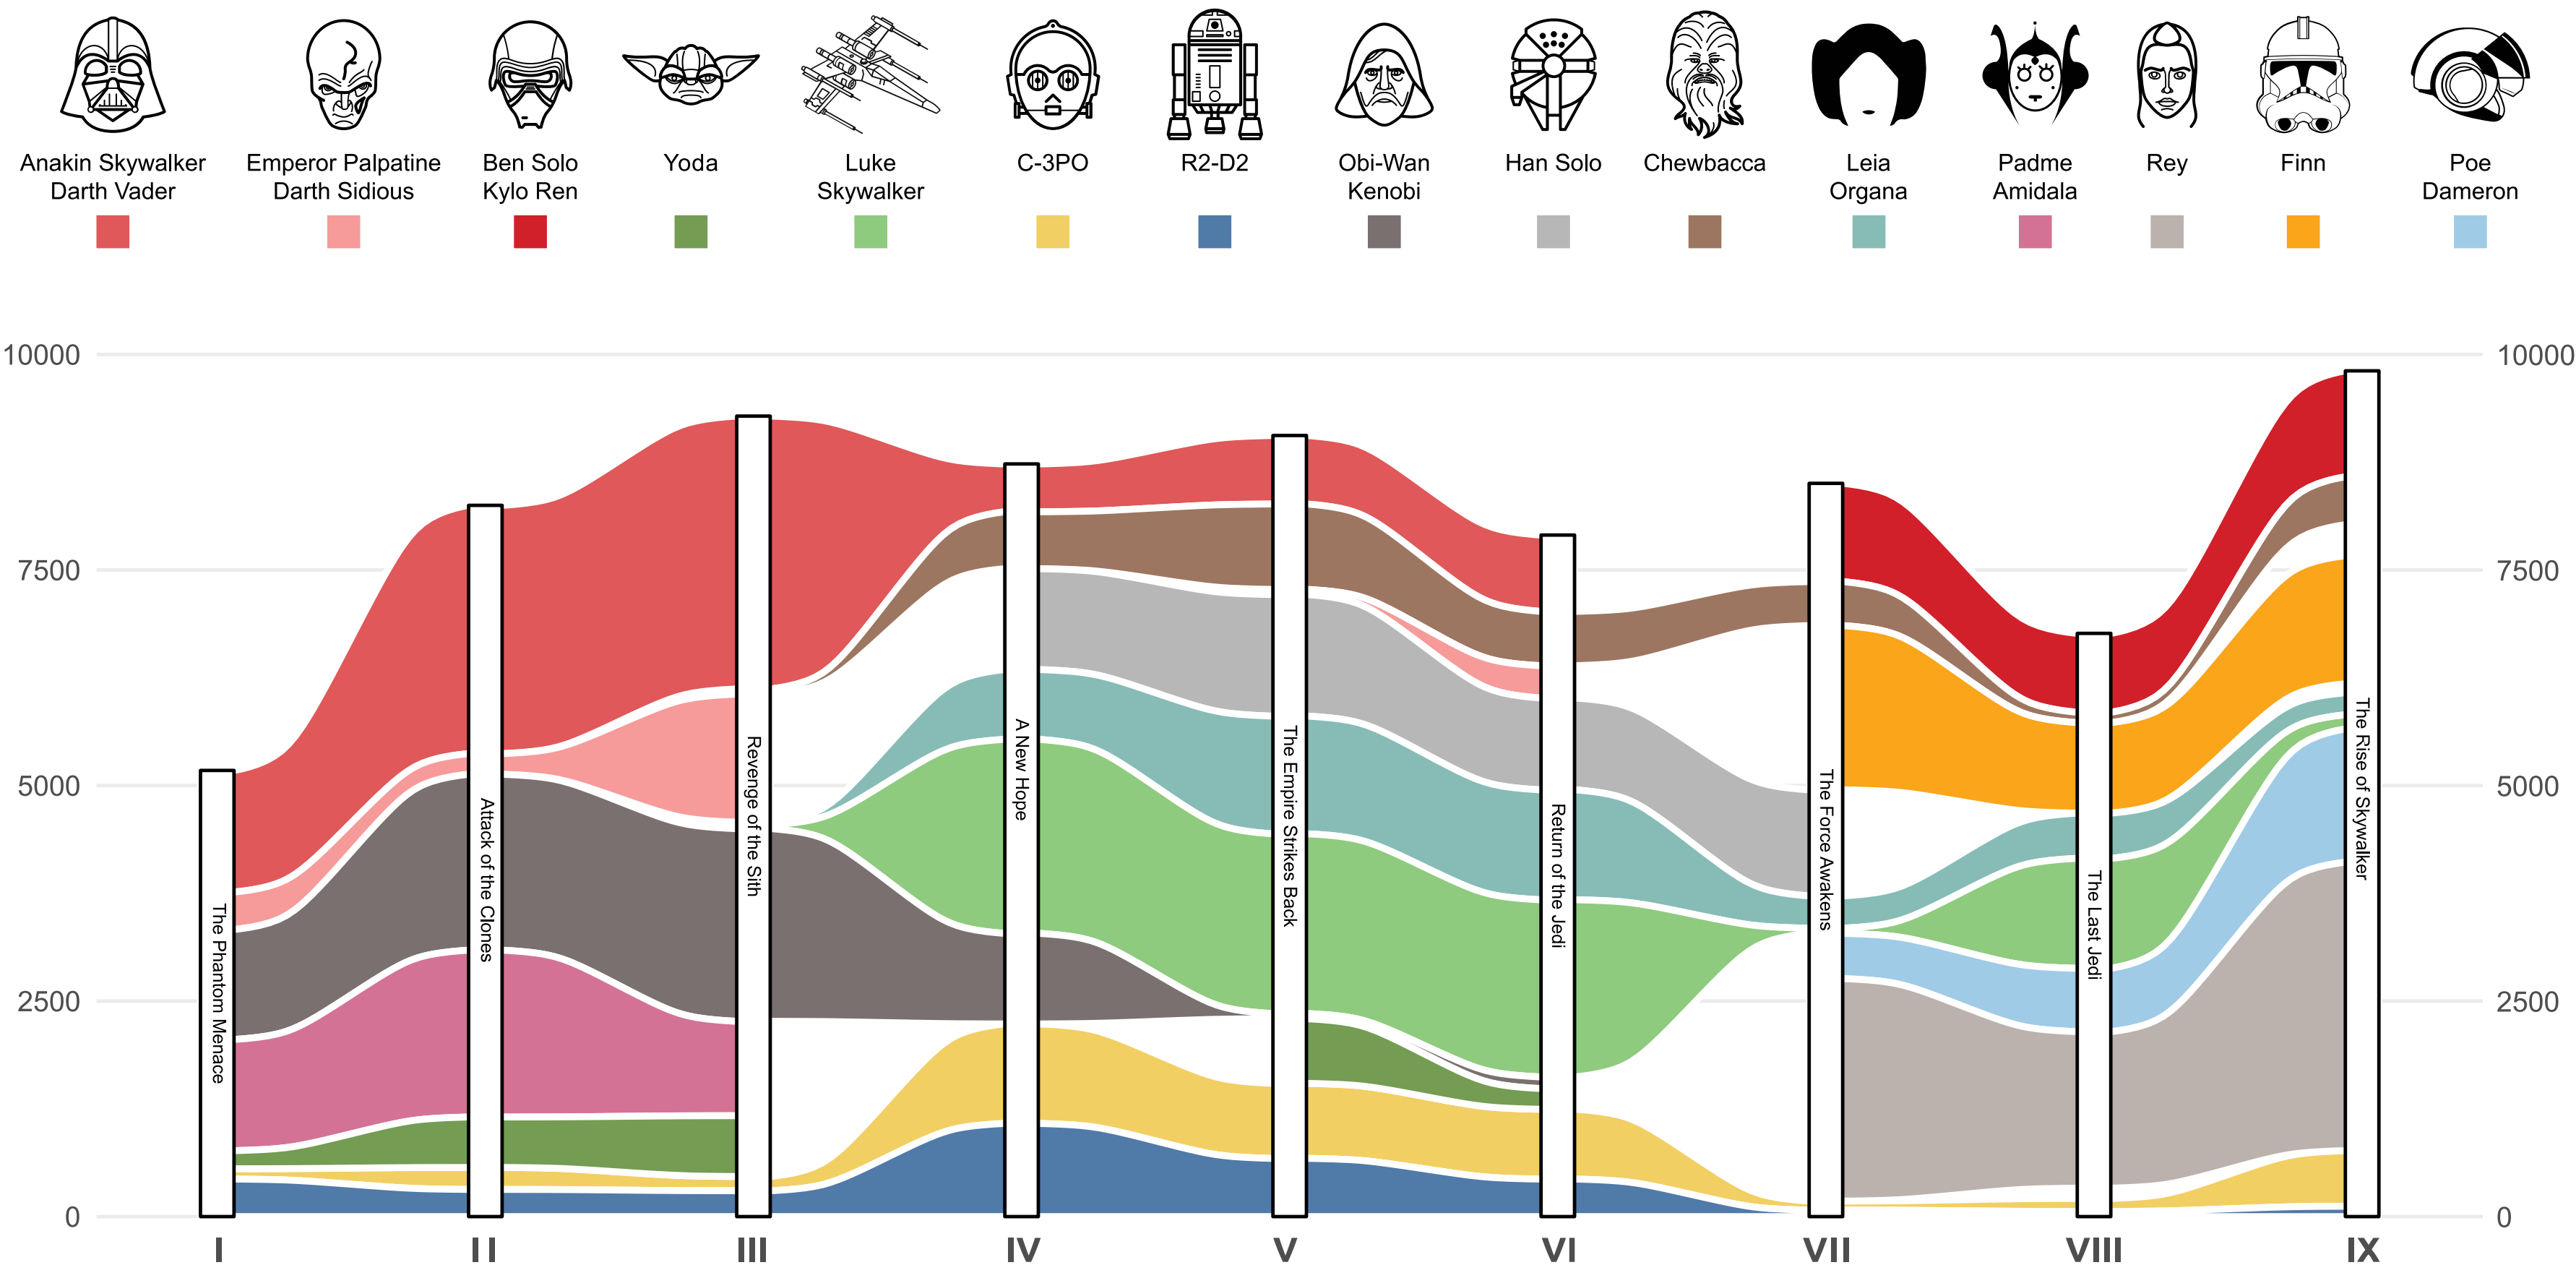 Anakin Skywalker
Darth Vader
Emperor Palpatine
Darth Sidious
Ben Solo
Kylo Ren
Yoda
Luke
Skywalker
C-3PO
R2-D2
Obi-Wan
Kenobi
Han Solo
Chewbacca
Leia
Organa
Padme
Amidala
Rey
Finn
Poe
Dameron
10000
7500
5000
2500
0
The Phantom Menace
Attack of the Clones
Revenge of the Sith
A New Hope
The Empire Strikes Back
Return of the Jedi
The Force Awakens
The Last Jedi
The Rise of Skywalker
10000
7500
5000
2500
0
I
II
III
IV
V
VI
VII
VIII
IX